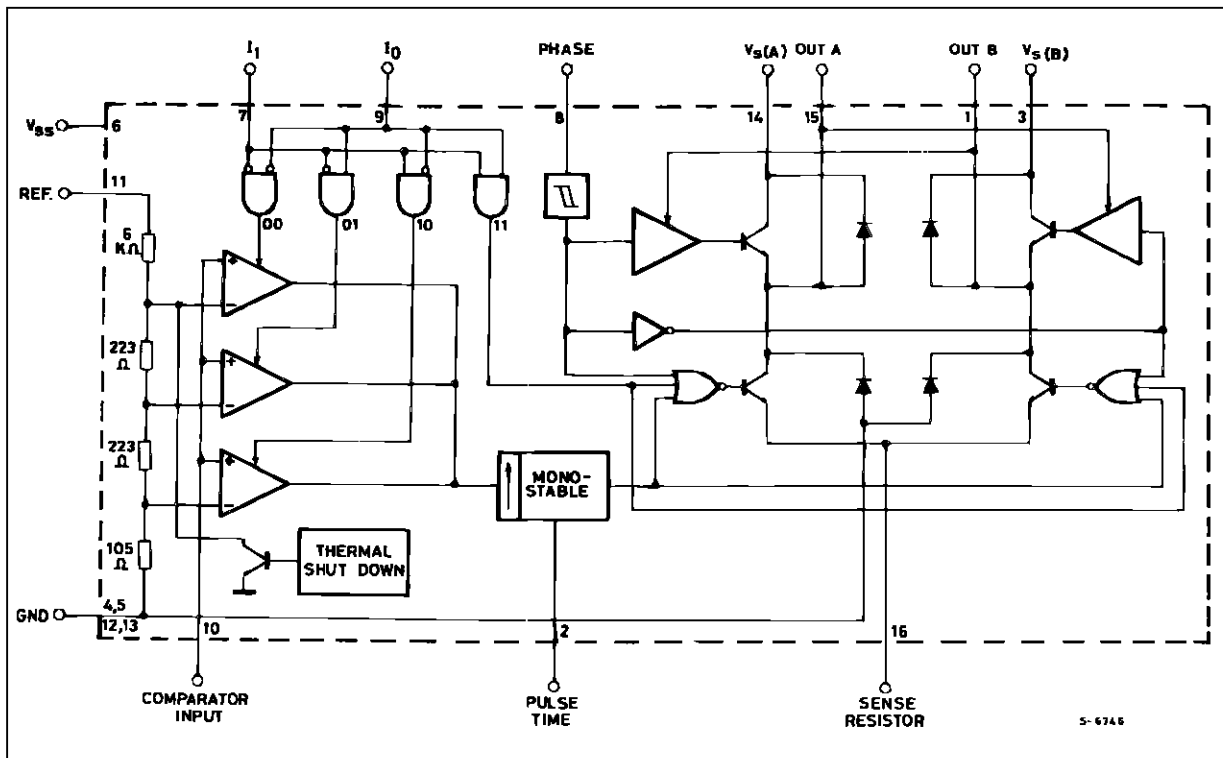 I1 I0 PHASE Vs(A) OUT A OUT B Vs(B)
Vss 6 7 9 8 14 15 1 3
REF. 11
6 KΩ
00 01 10 11
+
−
223 Ω
+
−
223 Ω
+
−
MONO-
STABLE
105 Ω
THERMAL
SHUT DOWN
GND 4,5
12,13 10 2 16
COMPARATOR
INPUT
PULSE
TIME
SENSE
RESISTOR
S-6746